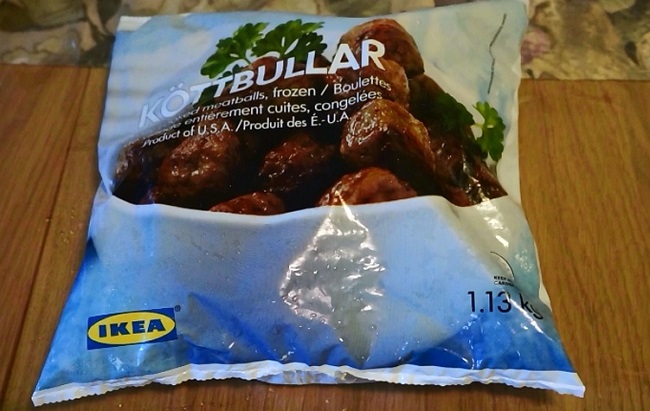 KÖTTBULLAR
meatballs, frozen / Boulettes
entièrement cuites, congelées
Product of U.S.A. /Produit des É.-U.A.
1.13 kg
IKEA